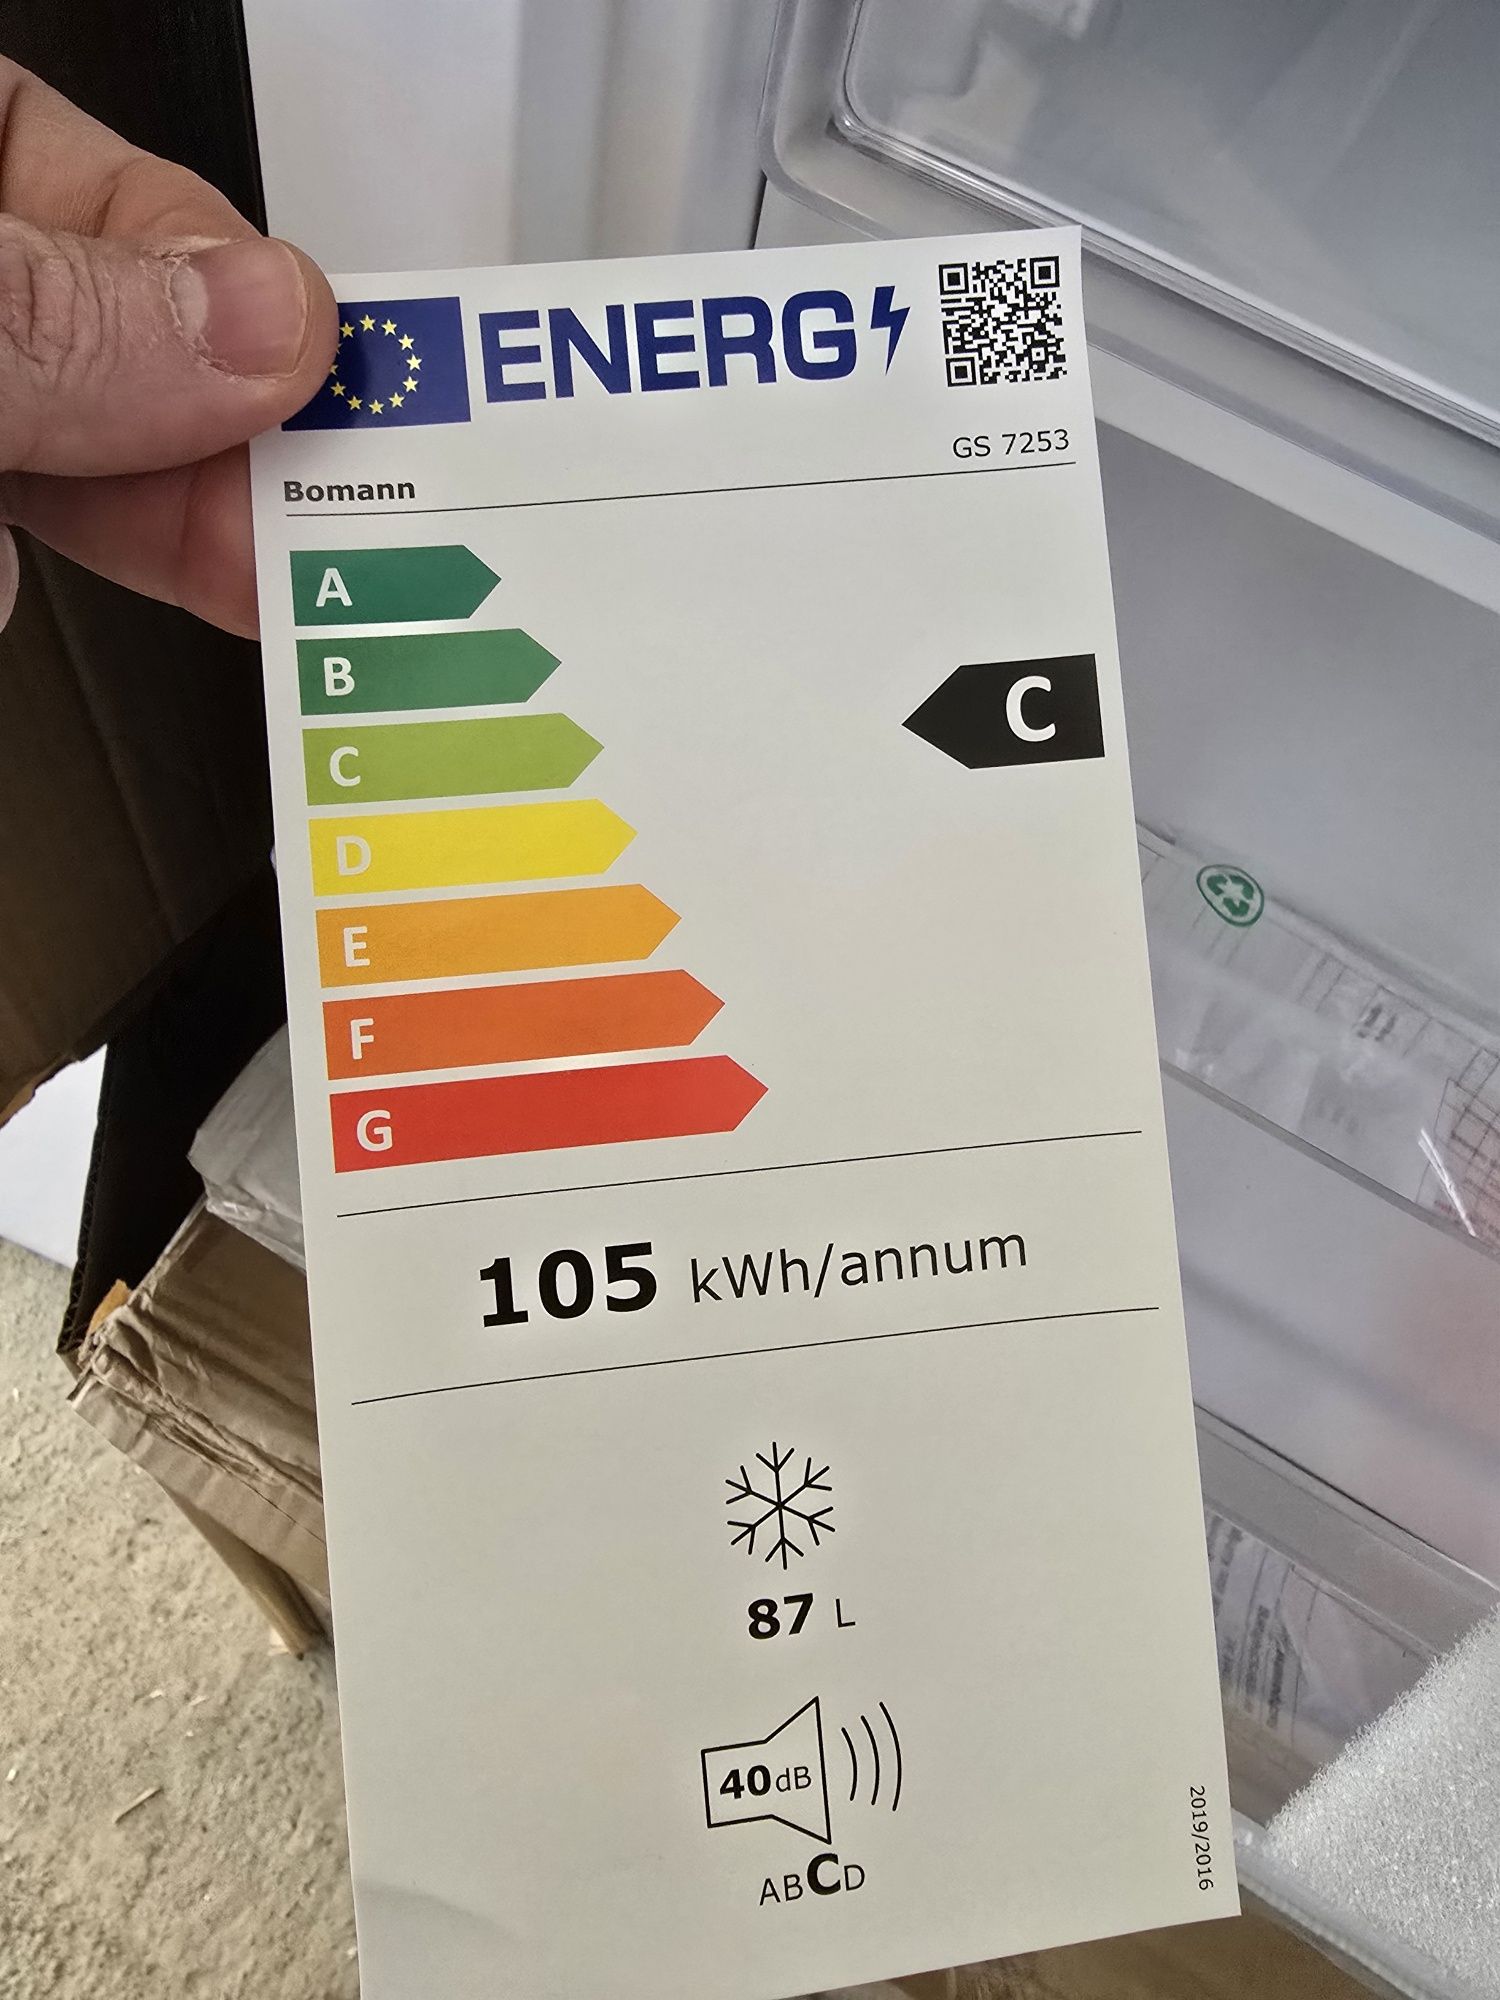 ENERG
GS 7253
Bomann
A
B
C
C
D
E
F
G
105 kWh/annum
87 L
40dB
ABCD
2019/2016